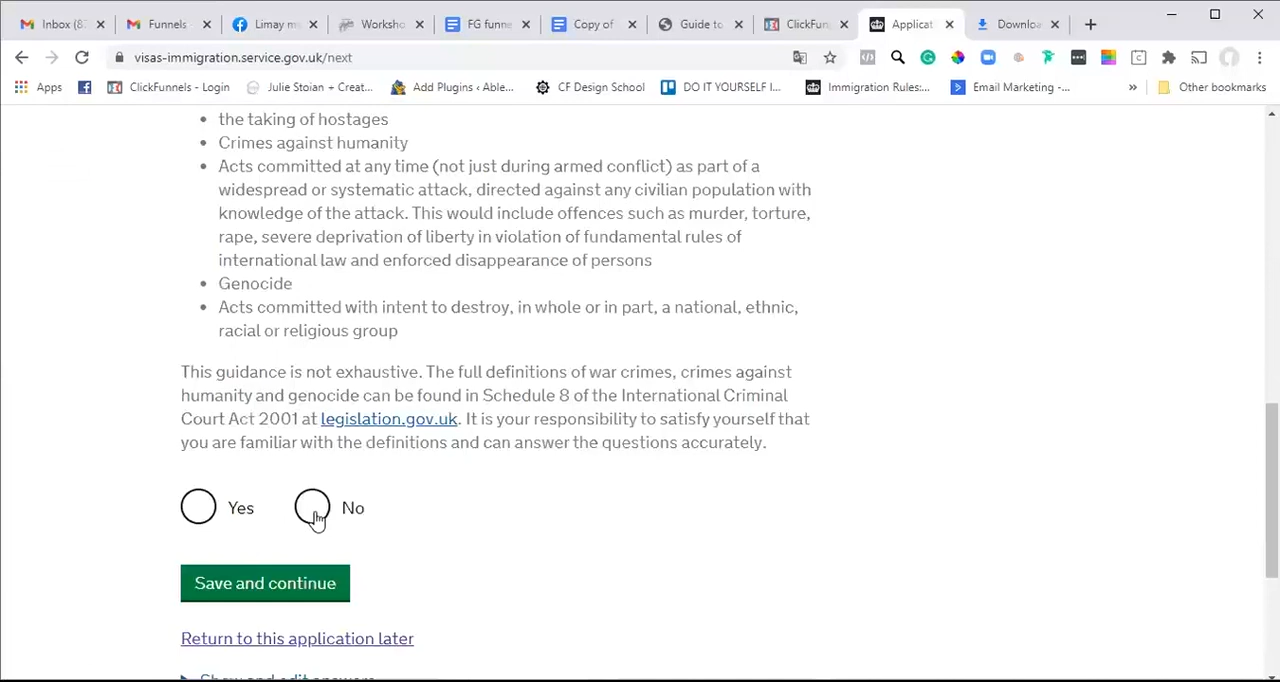 Inbox (8 Funnels - Limay m Worksho FG funne Copy of Guide to ClickFun Applicat Downloa
visas-immigration.service.gov.uk/next
Apps ClickFunnels - Login Julie Stoian + Creat... Add Plugins ‹ Able... CF Design School DO IT YOURSELF I... Immigration Rules:... Email Marketing -... » Other bookmarks
• the taking of hostages
• Crimes against humanity
• Acts committed at any time (not just during armed conflict) as part of a
widespread or systematic attack, directed against any civilian population with
knowledge of the attack. This would include offences such as murder, torture,
rape, severe deprivation of liberty in violation of fundamental rules of
international law and enforced disappearance of persons
• Genocide
• Acts committed with intent to destroy, in whole or in part, a national, ethnic,
racial or religious group
This guidance is not exhaustive. The full definitions of war crimes, crimes against
humanity and genocide can be found in Schedule 8 of the International Criminal
Court Act 2001 at legislation.gov.uk. It is your responsibility to satisfy yourself that
you are familiar with the definitions and can answer the questions accurately.
Yes No
Save and continue
Return to this application later
Show and edit answers